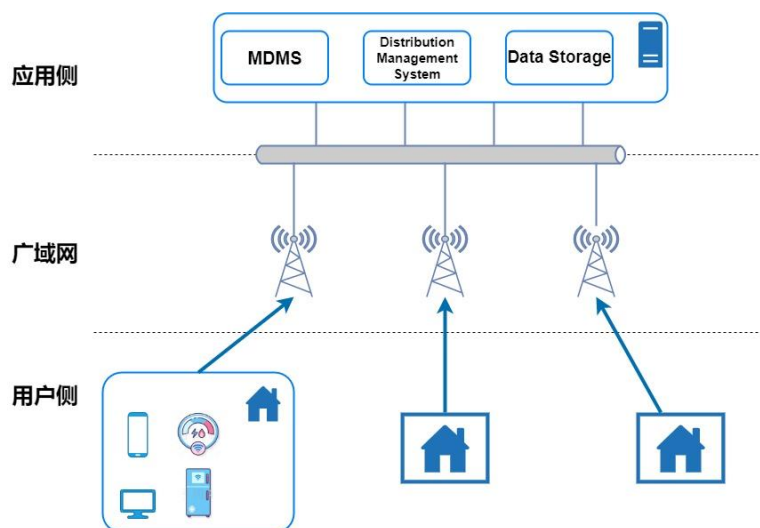 应用侧
MDMS
Distribution
Management
System
Data Storage
广域网
用户侧